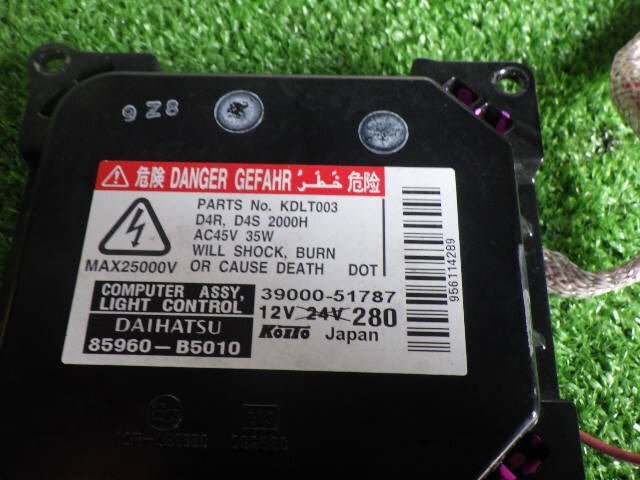 9Z8
危険 DANGER GEFAHR خَطَرٌ 危险
PARTS No. KDLT003
D4R, D4S 2000H
AC45V 35W
WILL SHOCK, BURN
MAX25000V OR CAUSE DEATH DOT
COMPUTER ASSY, LIGHT CONTROL 39000-51787
12V 24V 280
DAIHATSU KOITO Japan
85960-B5010
956114289